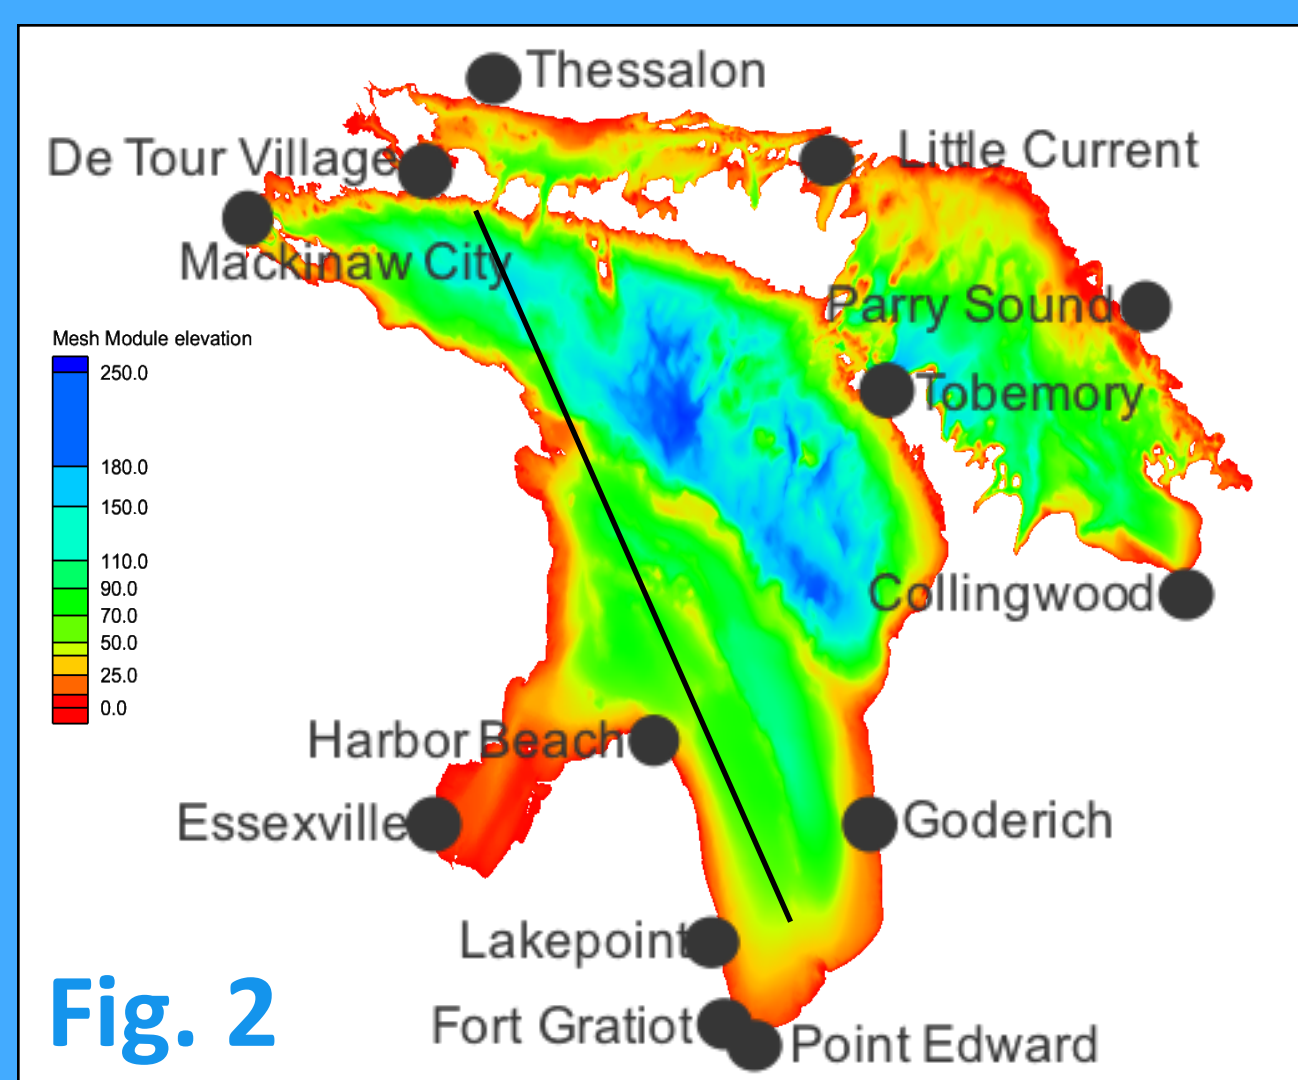 Thessalon
De Tour Village
Little Current
Mackinaw City
Parry Sound
Mesh Module elevation
250.0
180.0
150.0
110.0
90.0
70.0
50.0
25.0
0.0
Tobemory
Collingwood
Harbor Beach
Essexville
Goderich
Lakepoint
Fort Gratiot
Point Edward
Fig. 2